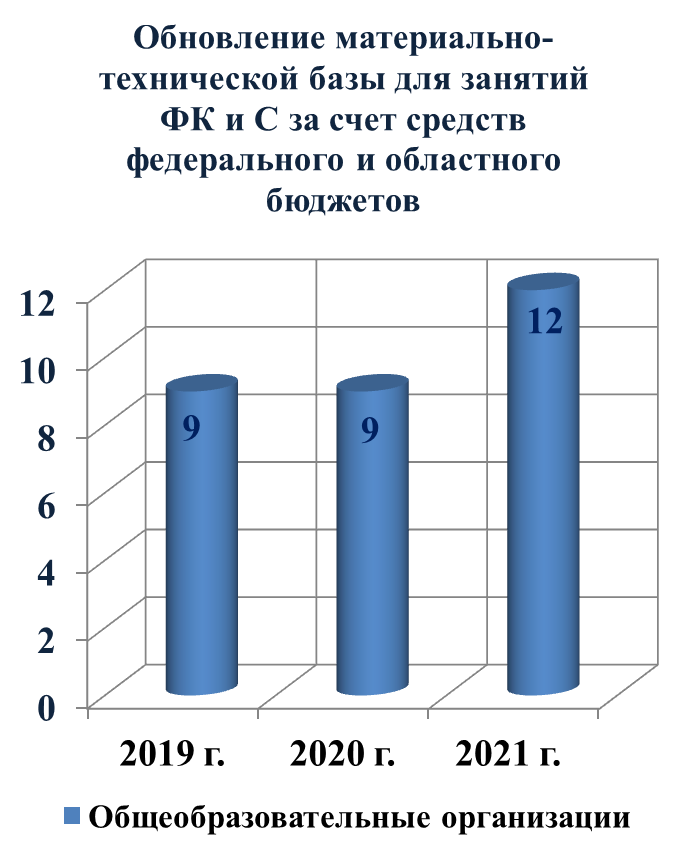 Обновление материально-
технической базы для занятий
ФК и С за счет средств
федерального и областного
бюджетов
12
10
8
6
4
2
0
9
9
12
2019 г.
2020 г.
2021 г.
Общеобразовательные организации